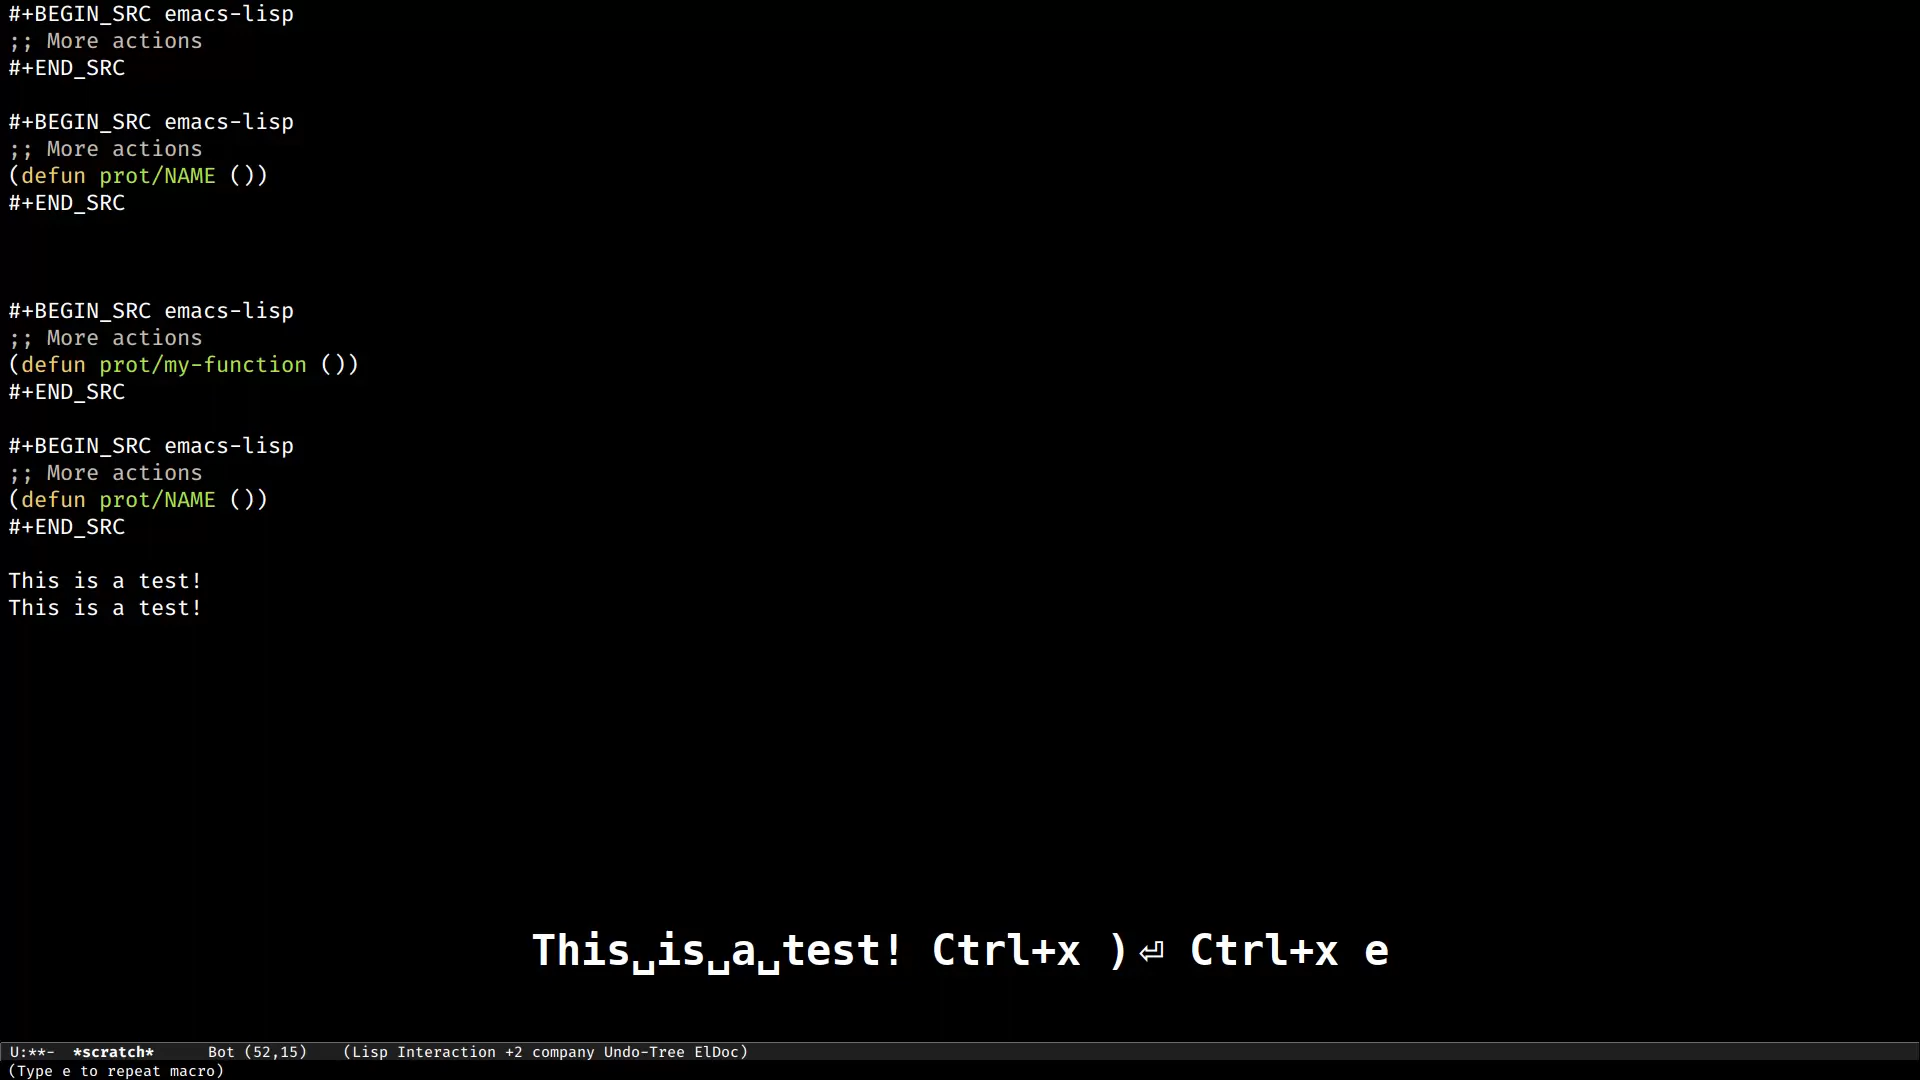 #+BEGIN_SRC emacs-lisp
;; More actions
#+END_SRC
#+BEGIN_SRC emacs-lisp
;; More actions
(defun prot/NAME ())
#+END_SRC
#+BEGIN_SRC emacs-lisp
;; More actions
(defun prot/my-function ())
#+END_SRC
#+BEGIN_SRC emacs-lisp
;; More actions
(defun prot/NAME ())
#+END_SRC
This is a test!
This is a test!
This␣is␣a␣test! Ctrl+x )⏎ Ctrl+x e
U:**-  *scratch*      Bot (52,15)    (Lisp Interaction +2 company Undo-Tree ElDoc)
(Type e to repeat macro)